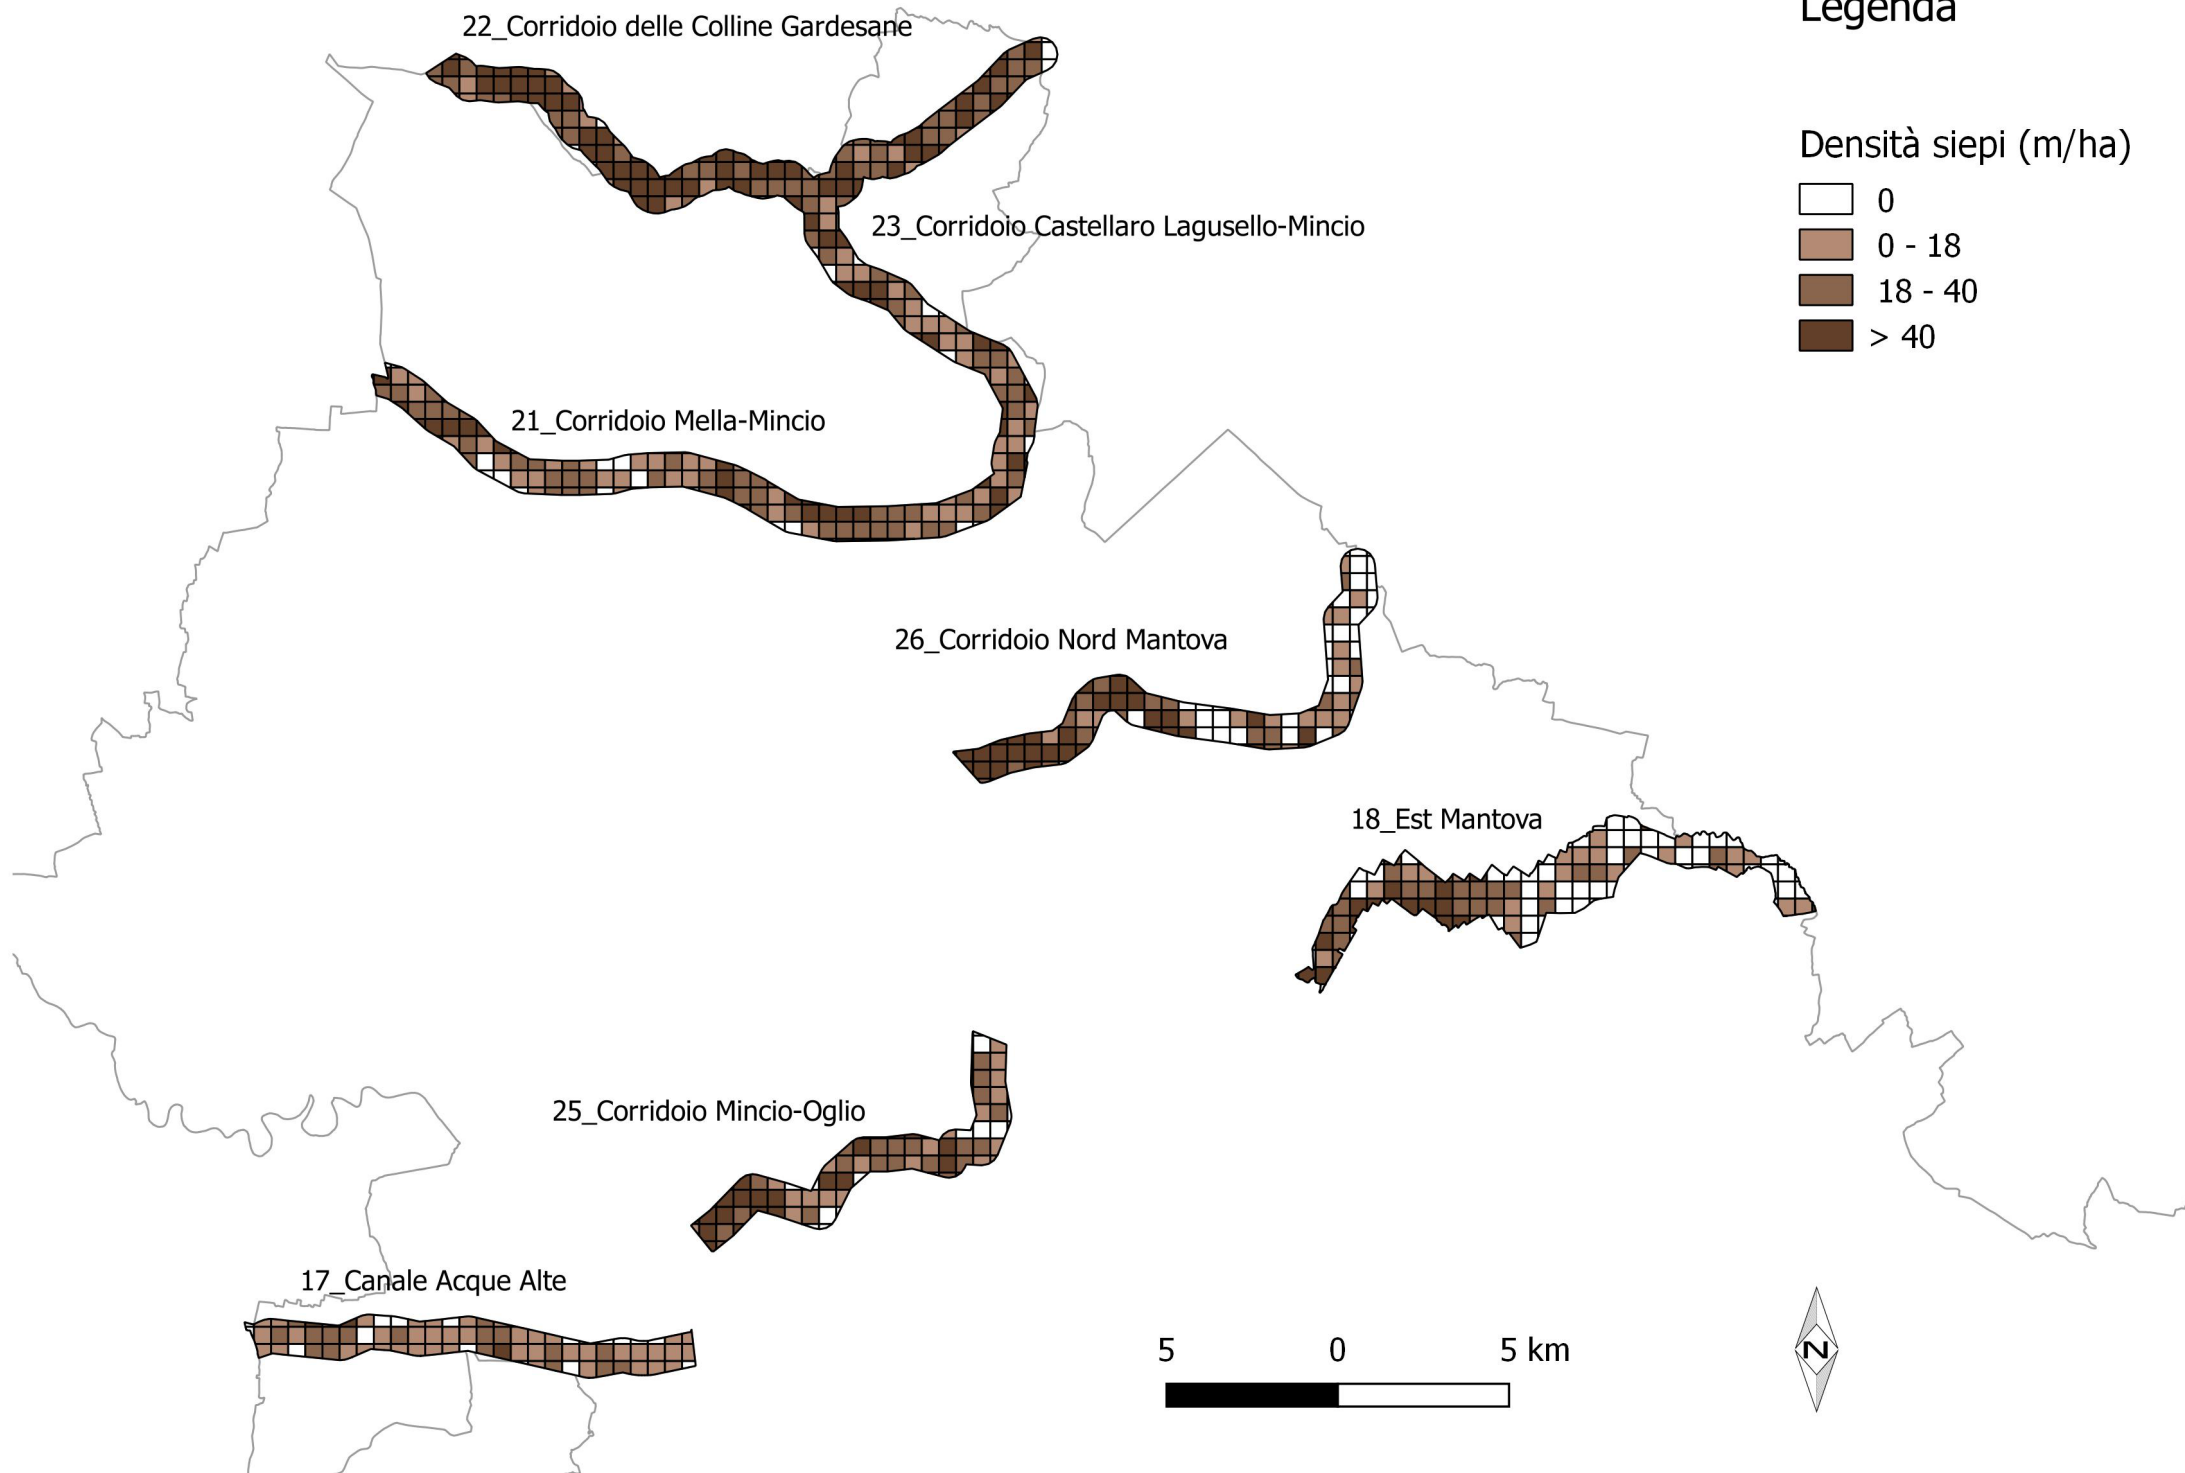 Legenda
22_Corridoio delle Colline Gardesane
Densità siepi (m/ha)
0
0 - 18
18 - 40
> 40
23_Corridoio Castellaro Lagusello-Mincio
21_Corridoio Mella-Mincio
26_Corridoio Nord Mantova
18_Est Mantova
25_Corridoio Mincio-Oglio
17_Canale Acque Alte
5 0 5 km
N